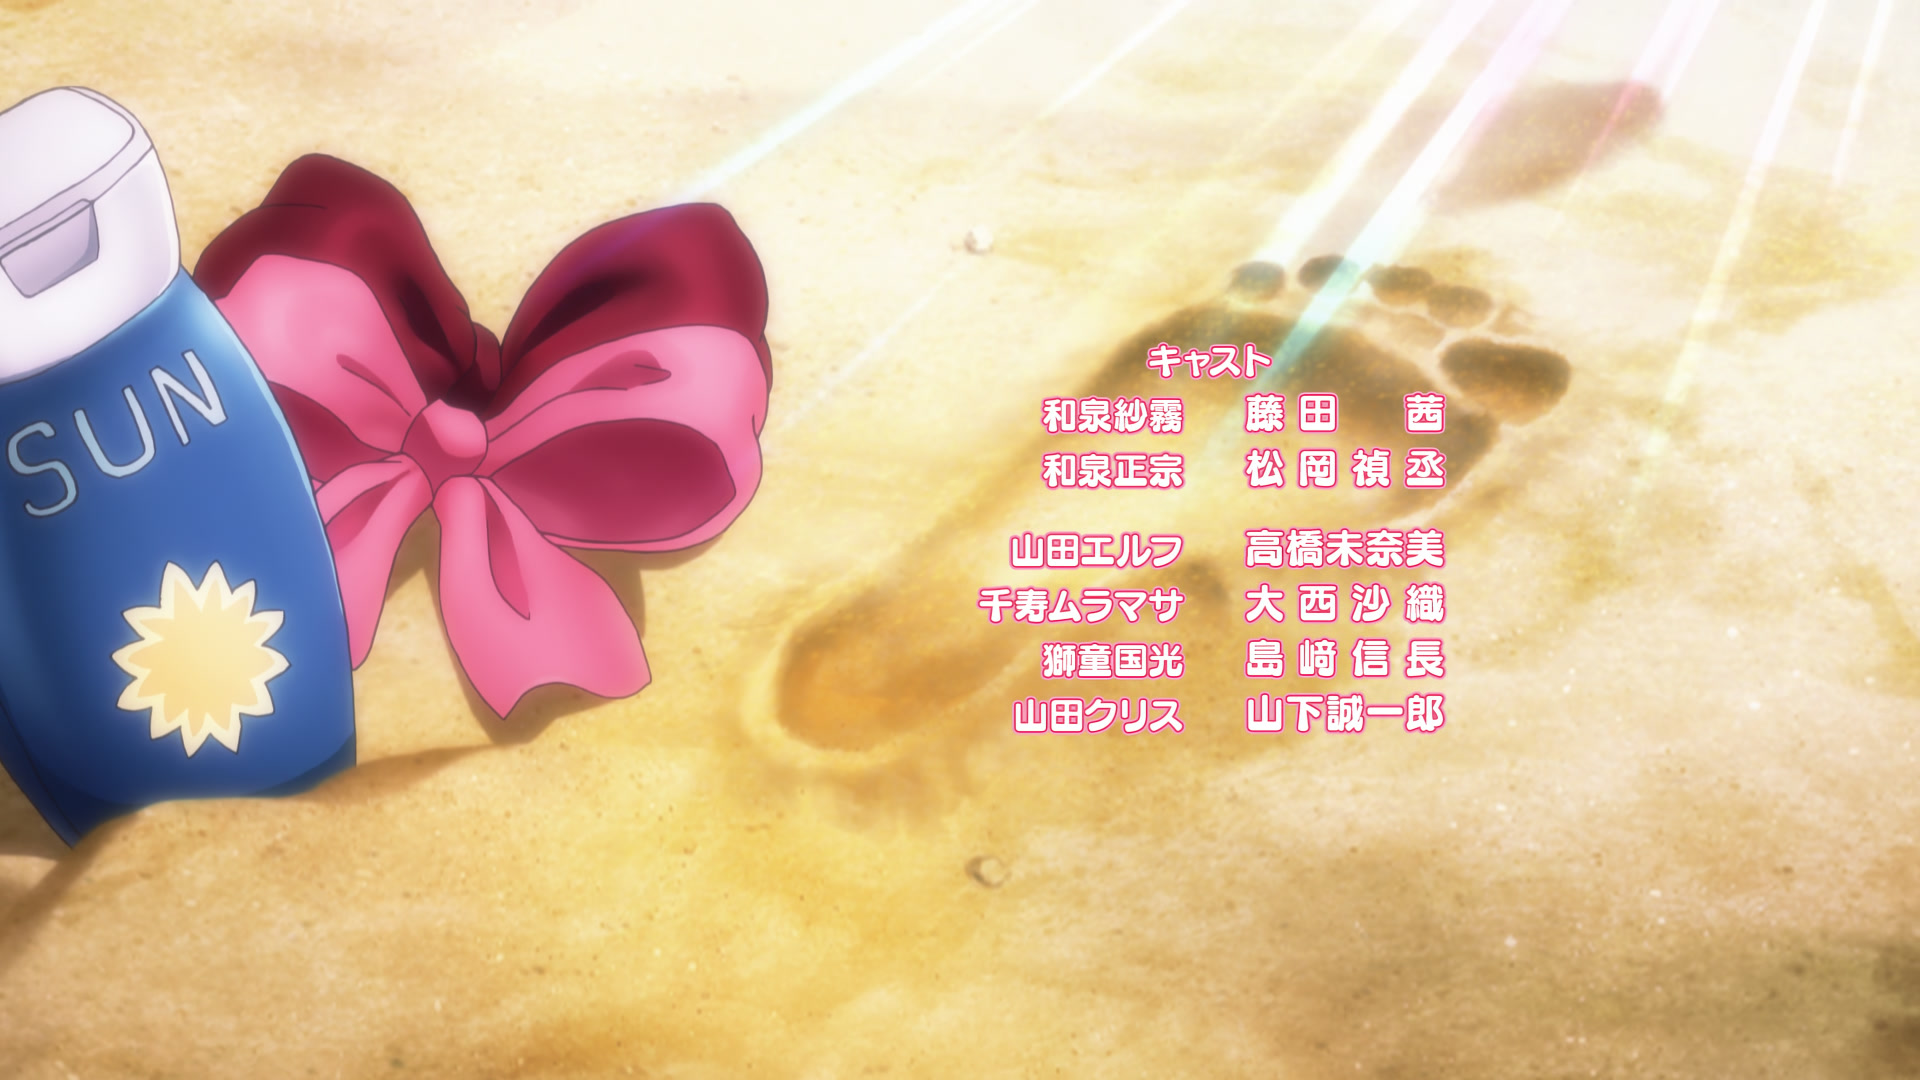 SUN
キャスト
和泉紗霧 藤田 茜
和泉正宗 松岡禎丞
山田エルフ 高橋未奈美
千寿ムラマサ 大西沙織
獅童国光 島﨑信長
山田クリス 山下誠一郎